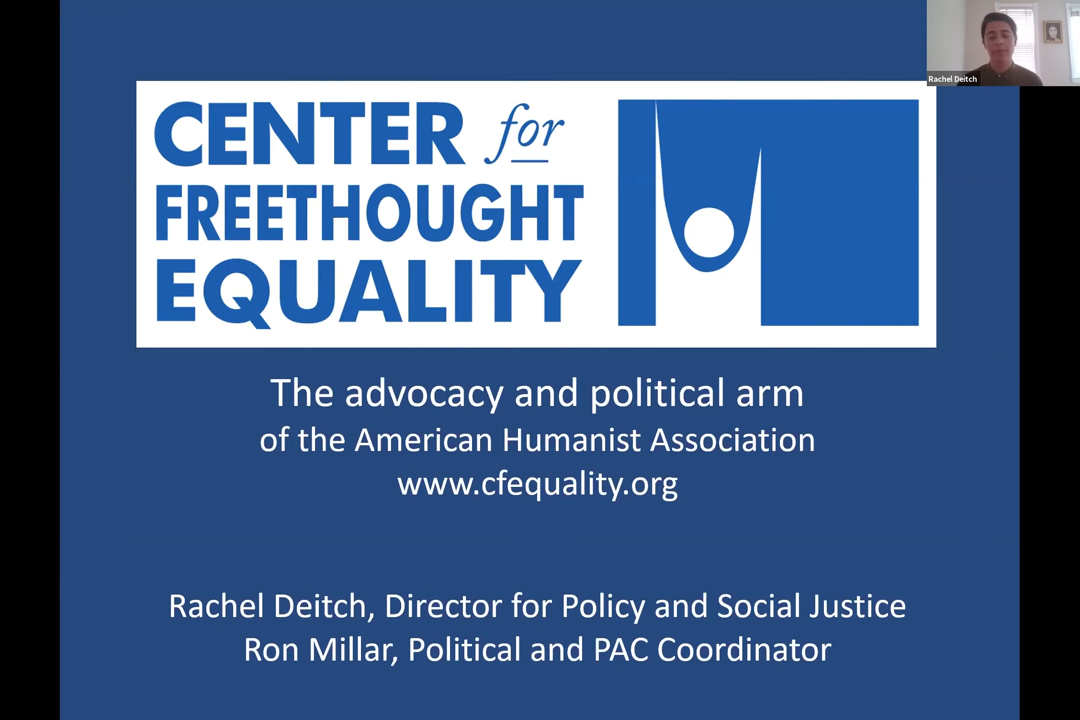 Rachel Deitch
CENTER for
FREETHOUGHT
EQUALITY
The advocacy and political arm
of the American Humanist Association
www.cfequality.org
Rachel Deitch, Director for Policy and Social Justice
Ron Millar, Political and PAC Coordinator